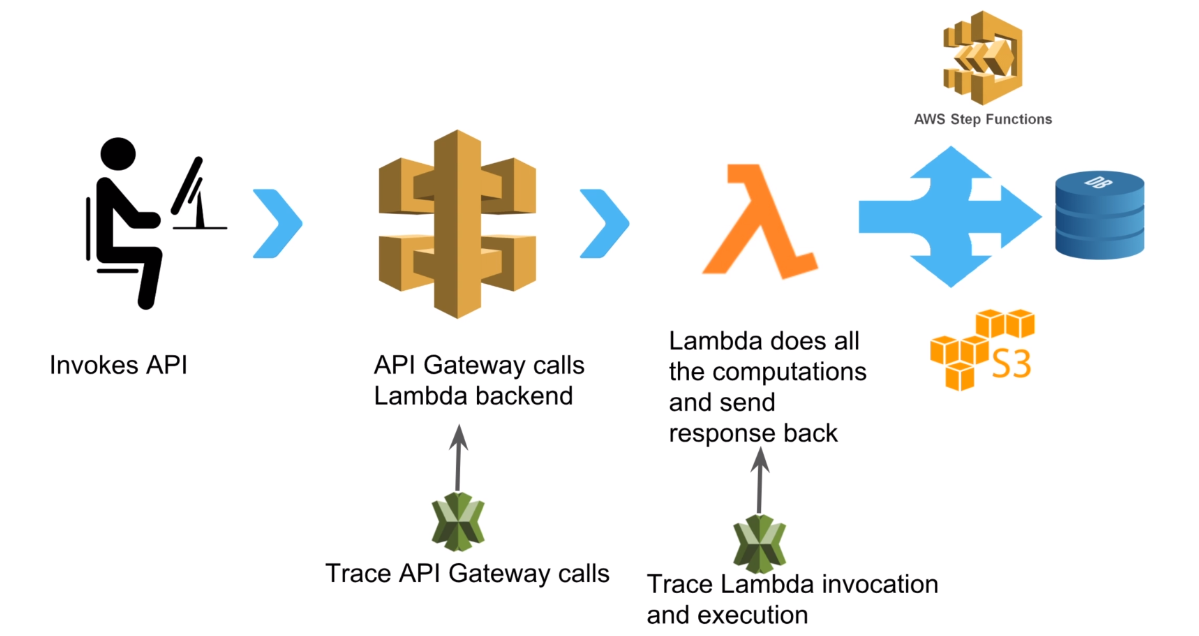 AWS Step Functions
DB
Invokes API
API Gateway calls
Lambda backend
Lambda does all
the computations
and send
response back
S3
Trace API Gateway calls
Trace Lambda invocation
and execution